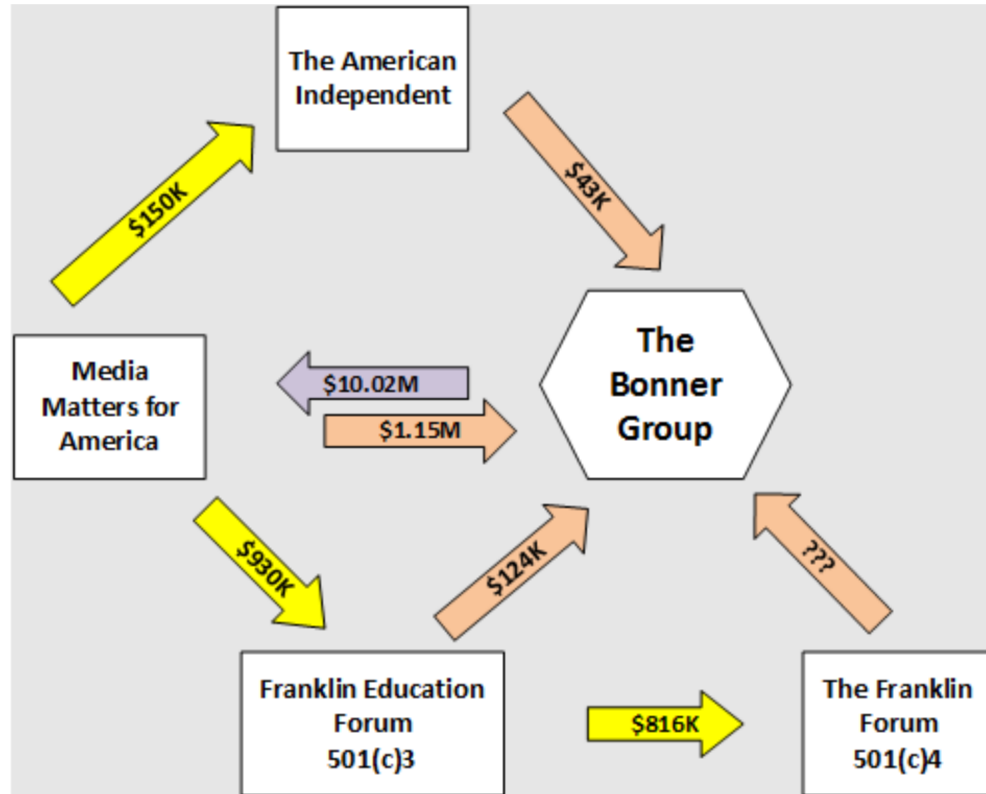 The American
Independent
$150K
$43K
Media
Matters for
America
$10.02M
$1.15M
The
Bonner
Group
$930K
$124K
???
Franklin Education
Forum
501(c)3
$816K
The Franklin
Forum
501(c)4